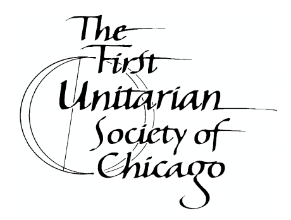 The
First
Unitarian
Society of
Chicago